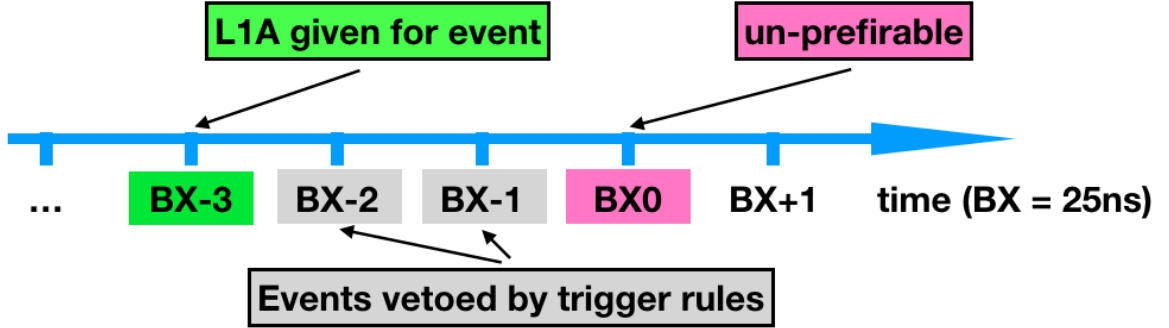 L1A given for event
un-prefirable
... BX-3 BX-2 BX-1 BX0 BX+1 time (BX = 25ns)
Events vetoed by trigger rules